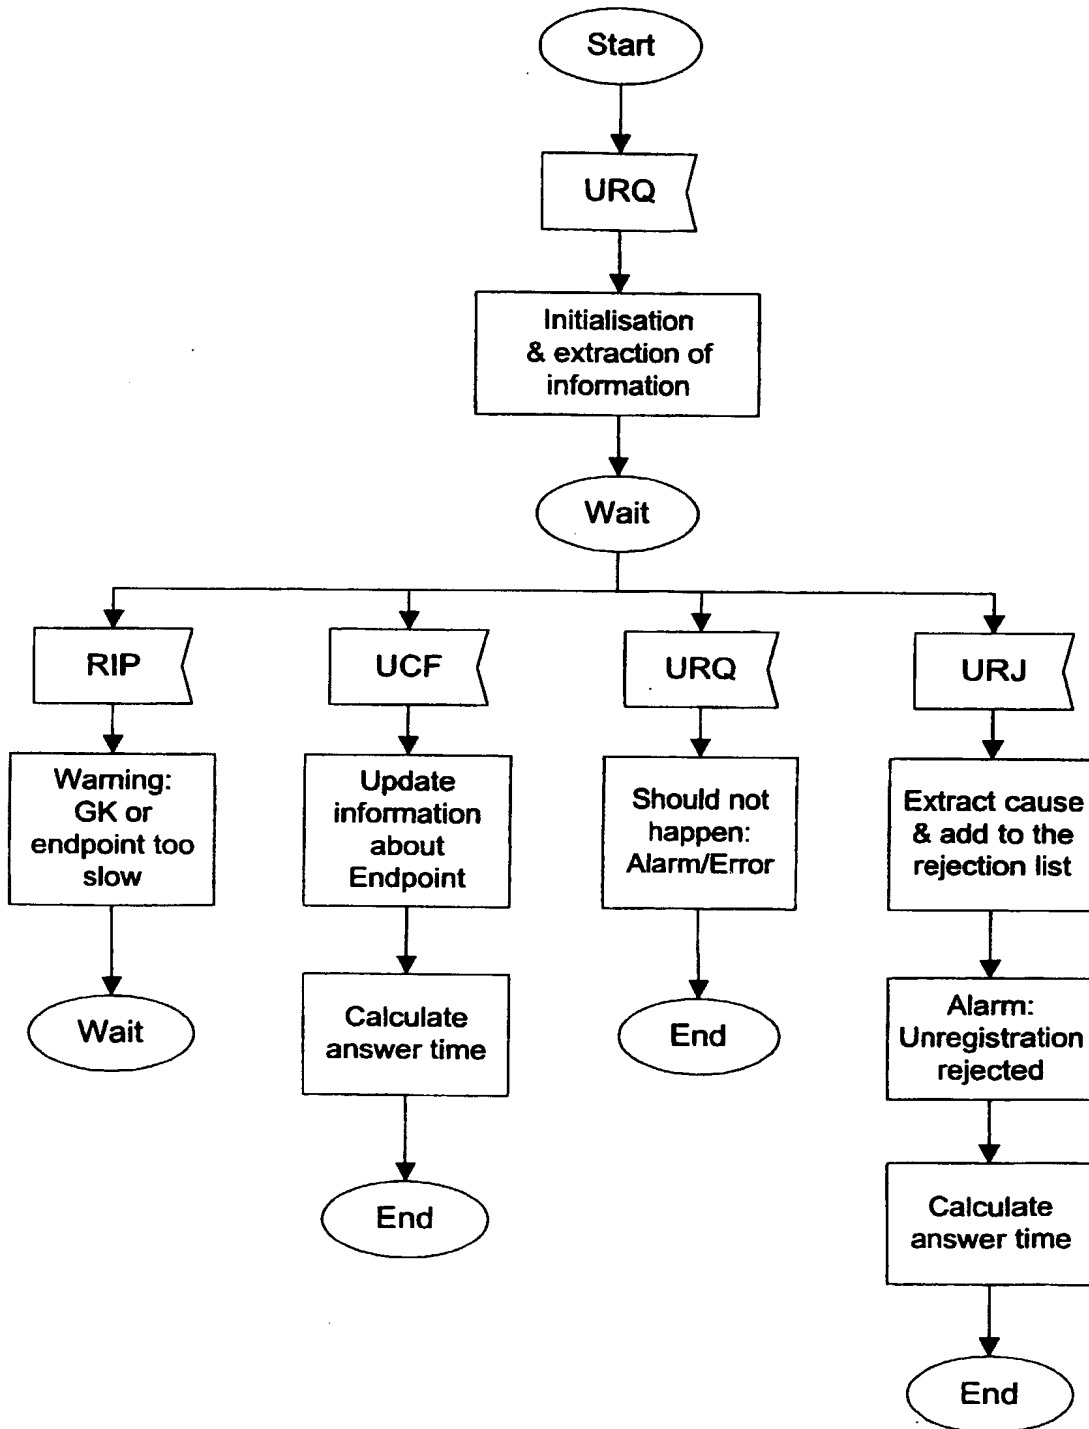 Start
URQ
Initialisation
& extraction of
information
Wait
RIP
UCF
URQ
URJ
Warning:
GK or
endpoint too
slow
Update
information
about
Endpoint
Should not
happen:
Alarm/Error
Extract cause
& add to the
rejection list
Wait
Calculate
answer time
End
Alarm:
Unregistration
rejected
End
Calculate
answer time
End